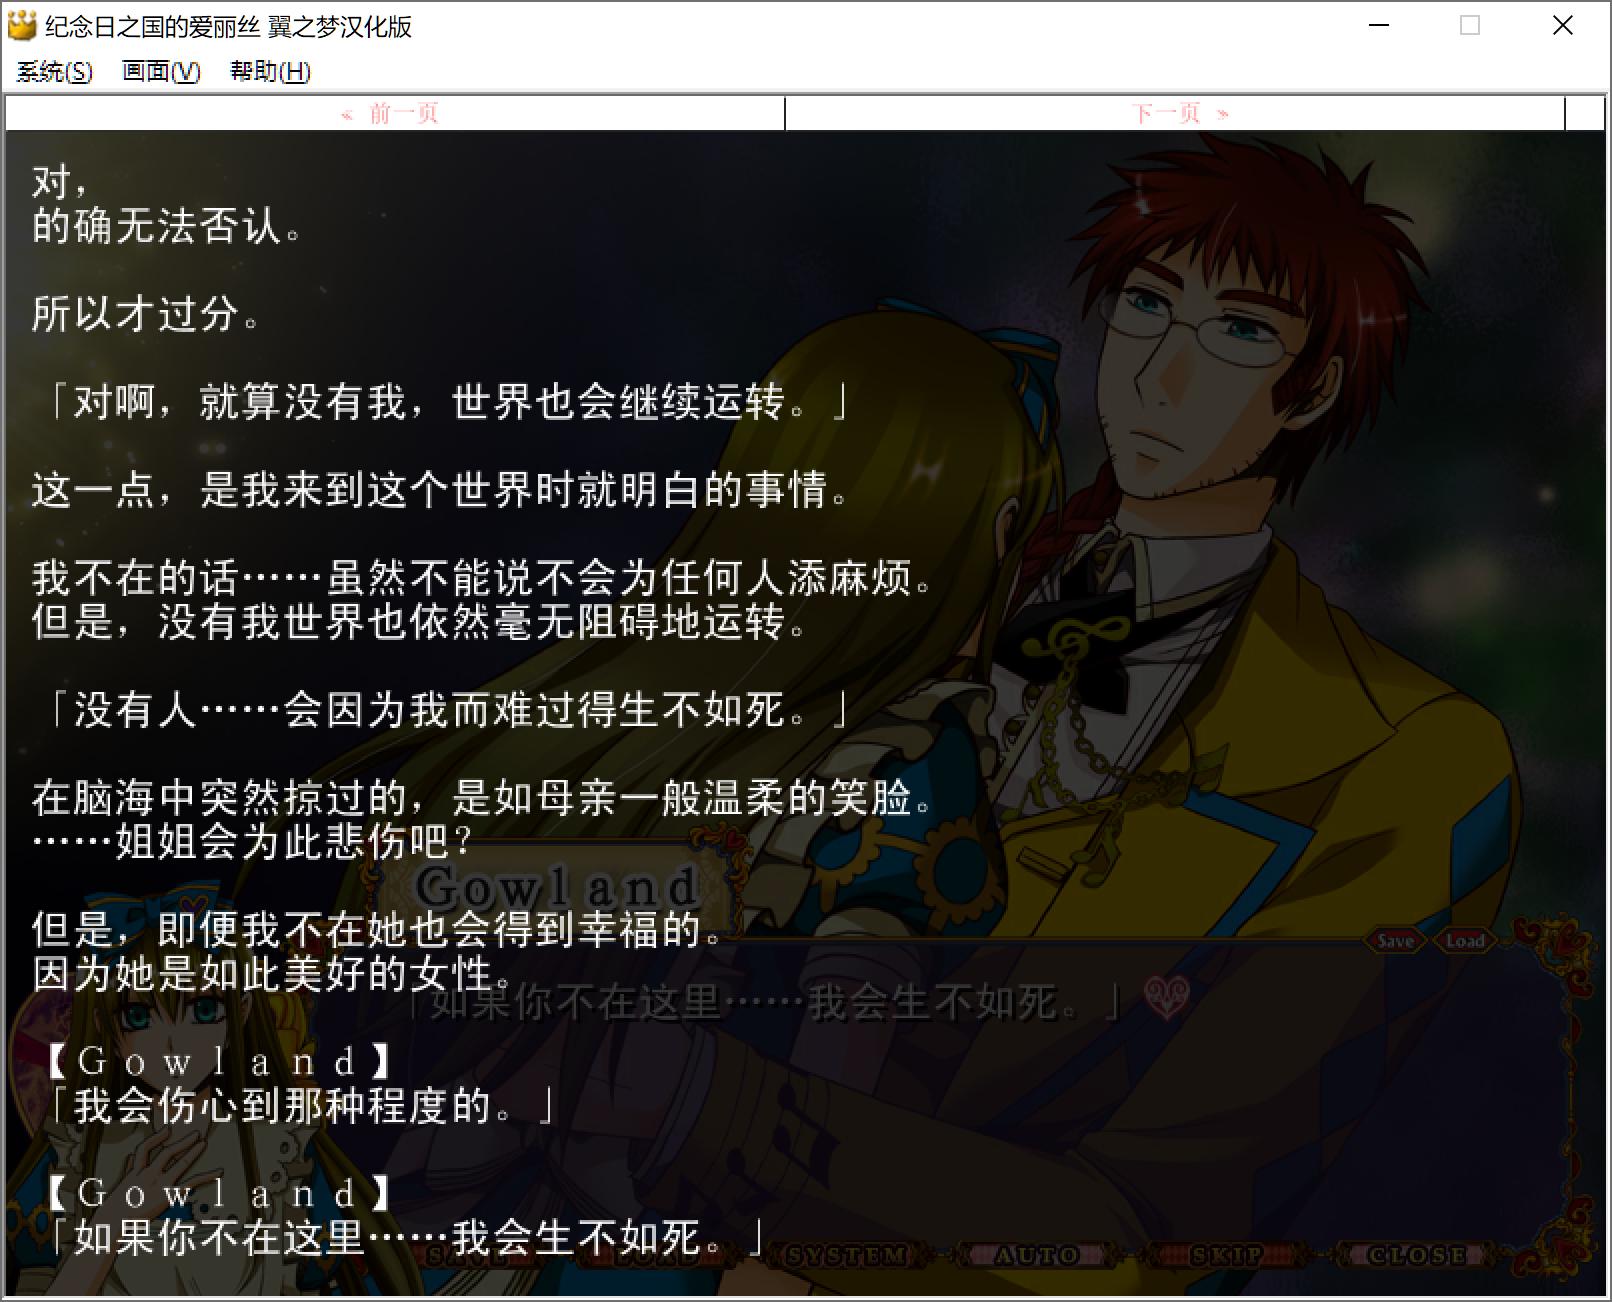 纪念日之国的爱丽丝 翼之梦汉化版
系统(S) 画面(V) 帮助(H)
« 前一页 下一页 »
对，
的确无法否认。
所以才过分。
「对啊，就算没有我，世界也会继续运转。」
这一点，是我来到这个世界时就明白的事情。
我不在的话……虽然不能说不会为任何人添麻烦。
但是，没有我世界也依然毫无阻碍地运转。
「没有人……会因为我而难过得生不如死。」
在脑海中突然掠过的，是如母亲一般温柔的笑脸。
……姐姐会为此悲伤吧？
Gowland
但是，即便我不在她也会得到幸福的。
Save Load
因为她是如此美好的女性。
「如果你不在这里……我会生不如死。」
【Ｇｏｗｌａｎｄ】
「我会伤心到那种程度的。」
【Ｇｏｗｌａｎｄ】
「如果你不在这里……我会生不如死。」
SAVE LOAD SYSTEM AUTO SKIP CLOSE